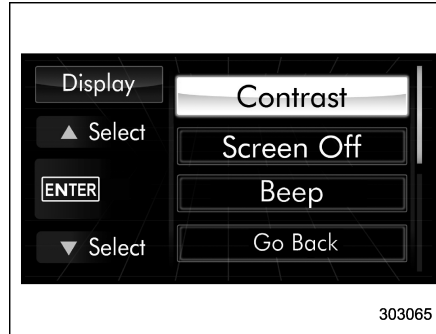 Display
▲ Select
ENTER
▼ Select
Contrast
Screen Off
Beep
Go Back
303065